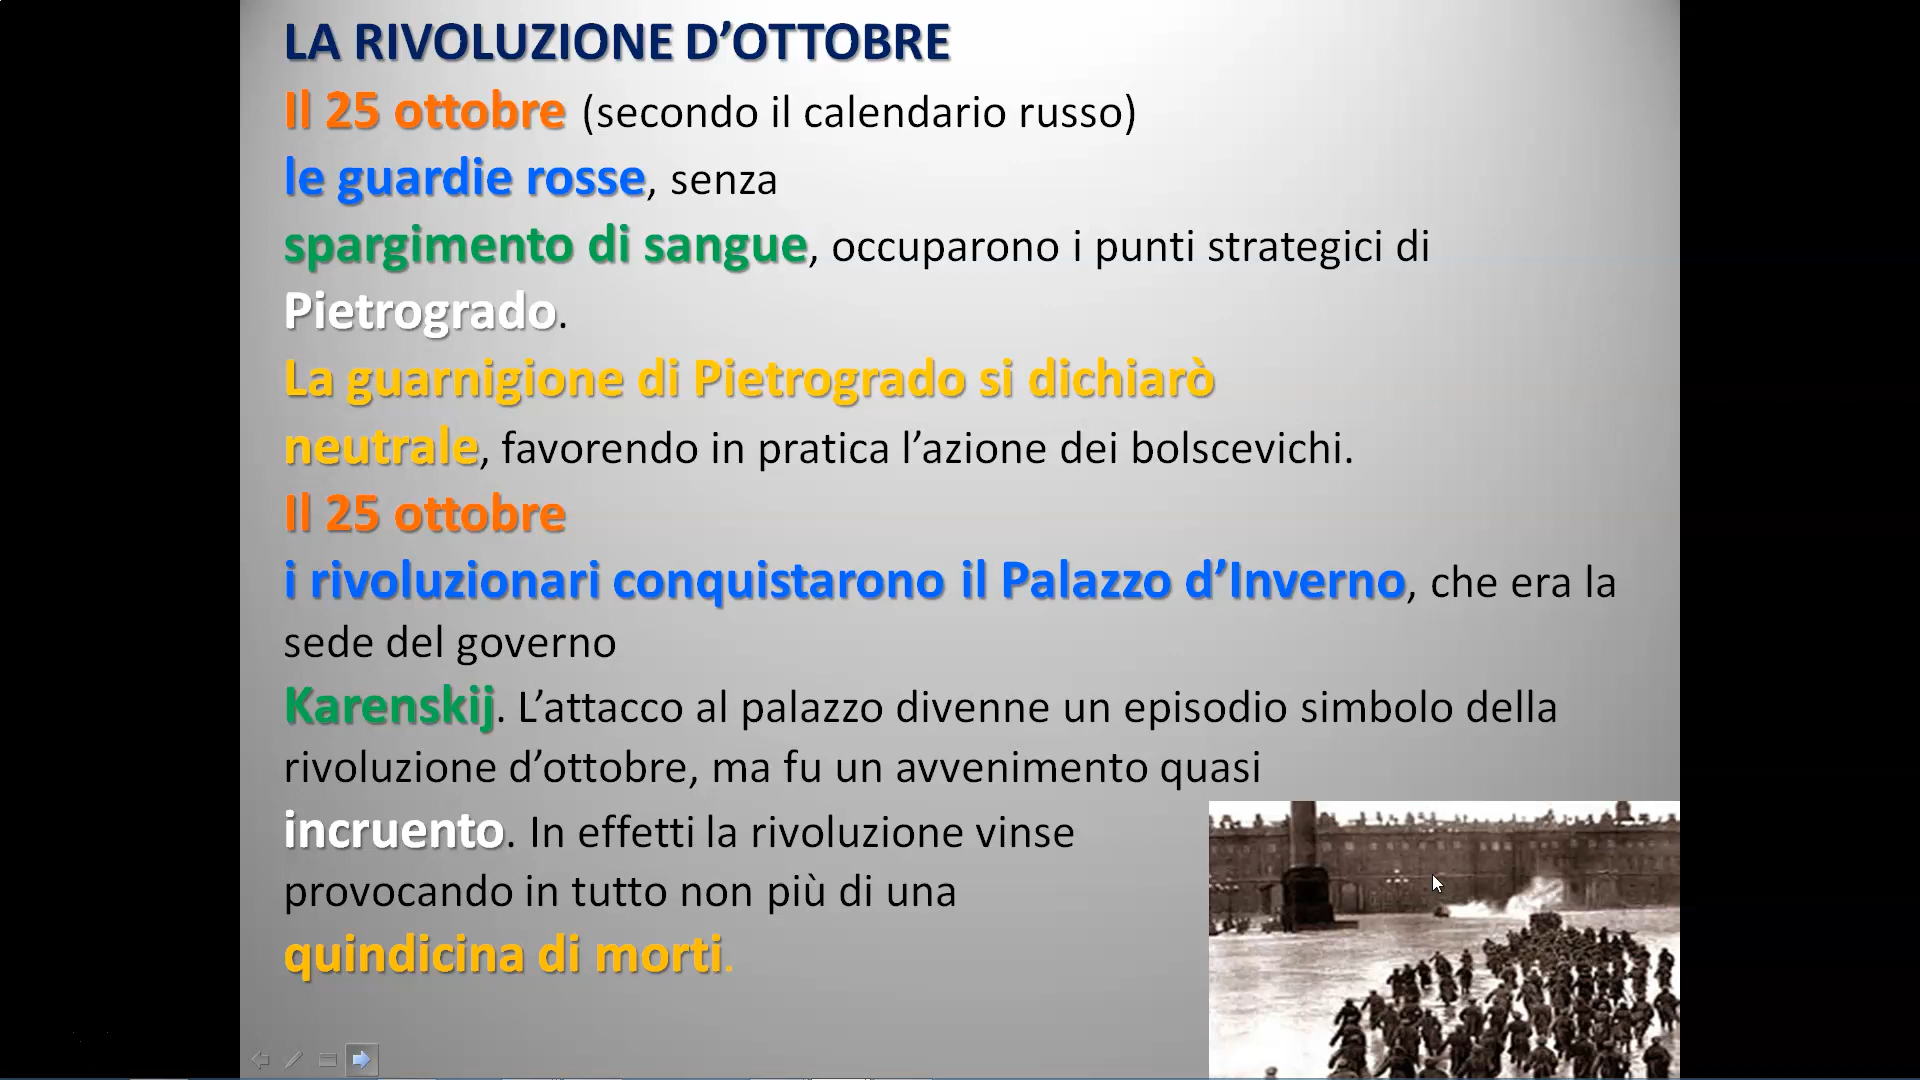 LA RIVOLUZIONE D’OTTOBRE
Il 25 ottobre (secondo il calendario russo)
le guardie rosse, senza
spargimento di sangue, occuparono i punti strategici di
Pietrogrado.
La guarnigione di Pietrogrado si dichiarò
neutrale, favorendo in pratica l’azione dei bolscevichi.
Il 25 ottobre
i rivoluzionari conquistarono il Palazzo d’Inverno, che era la
sede del governo
Karenskij. L’attacco al palazzo divenne un episodio simbolo della
rivoluzione d’ottobre, ma fu un avvenimento quasi
incruento. In effetti la rivoluzione vinse
provocando in tutto non più di una
quindicina di morti.